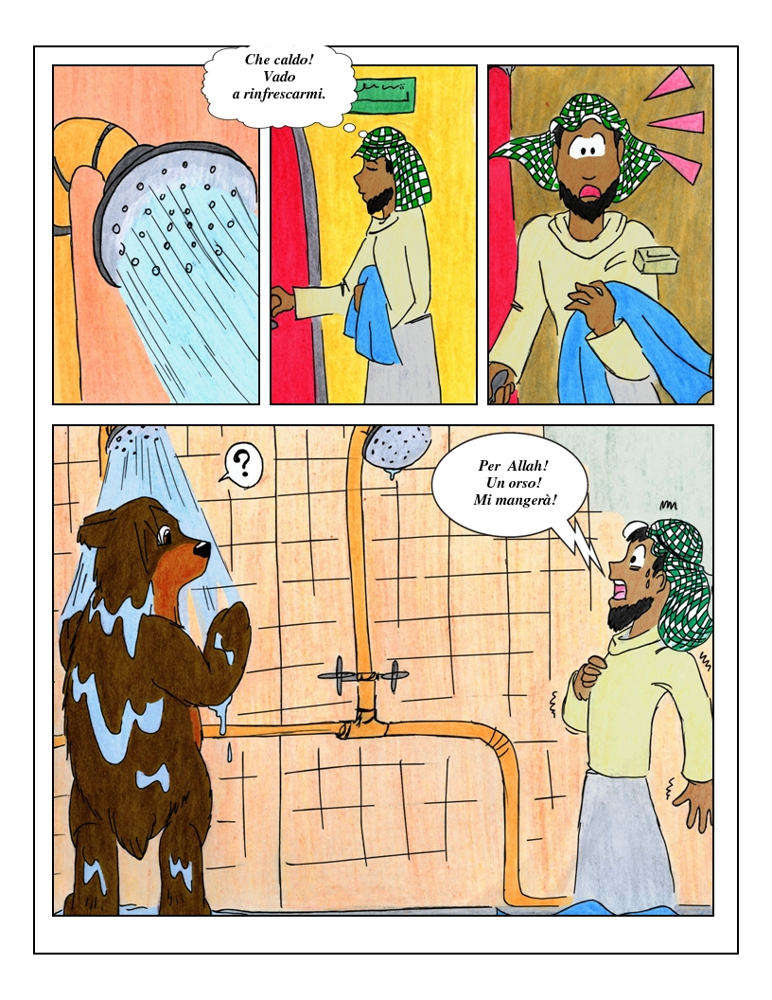 Che caldo!
Vado
a rinfrescarmi.
?
Per Allah!
Un orso!
Mi mangerà!